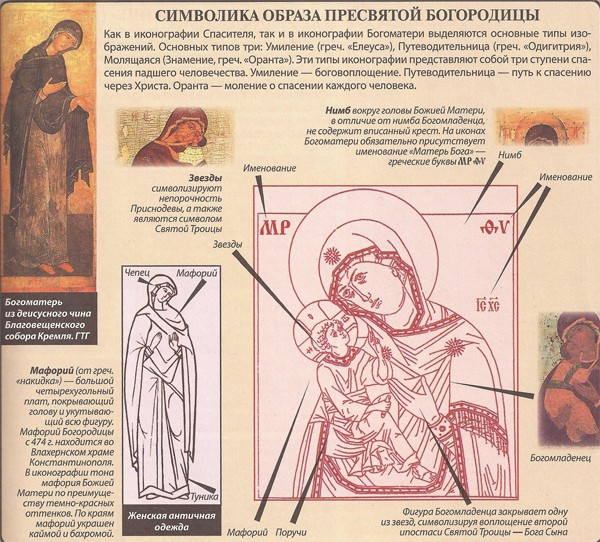 СИМВОЛИКА ОБРАЗА ПРЕСВЯТОЙ БОГОРОДИЦЫ
Как в иконографии Спасителя, так и в иконографии Богоматери выделяются основные типы изо-
бражений. Основных типов три: Умиление (греч. «Елеуса»), Путеводительница (греч. «Одигитрия»),
Молящаяся (Знамение, греч. «Оранта»). Эти типы иконографии представляют собой три ступени спа-
сения падшего человечества. Умиление — боговоплощение. Путеводительница — путь к спасению
через Христа. Оранта — моление о спасении каждого человека.
Нимб вокруг головы Божией Матери,
в отличие от нимба Богомладенца,
не содержит вписанный крест. На иконах
Богоматери обязательно присутствует
именование «Матерь Бога» —
греческие буквы МР ΘV
Нимб
Именование
Именование
Звезды
символизируют
непорочность
Приснодевы, а также
являются символом
Святой Троицы
Звезды
МР
ΘV
IC XC
Богоматерь
из деисусного чина
Благовещенского
собора Кремля. ГТГ
Чепец
Мафорий
Туника
Женская античная
одежда
Мафорий (от греч.
«накидка») — большой
четырехугольный
плат, покрывающий
голову и укутываю-
щий всю фигуру.
Мафорий Богородицы
с 474 г. находится во
Влахернском храме
Константинополя.
В иконографии тона
мафория Божией
Матери по преимуще-
ству темно-красных
оттенков. По краям
мафорий украшен
каймой и бахромой.
Богомладенец
Мафорий
Поручи
Фигура Богомладенца закрывает одну
из звезд, символизируя воплощение второй
ипостаси Святой Троицы — Бога Сына